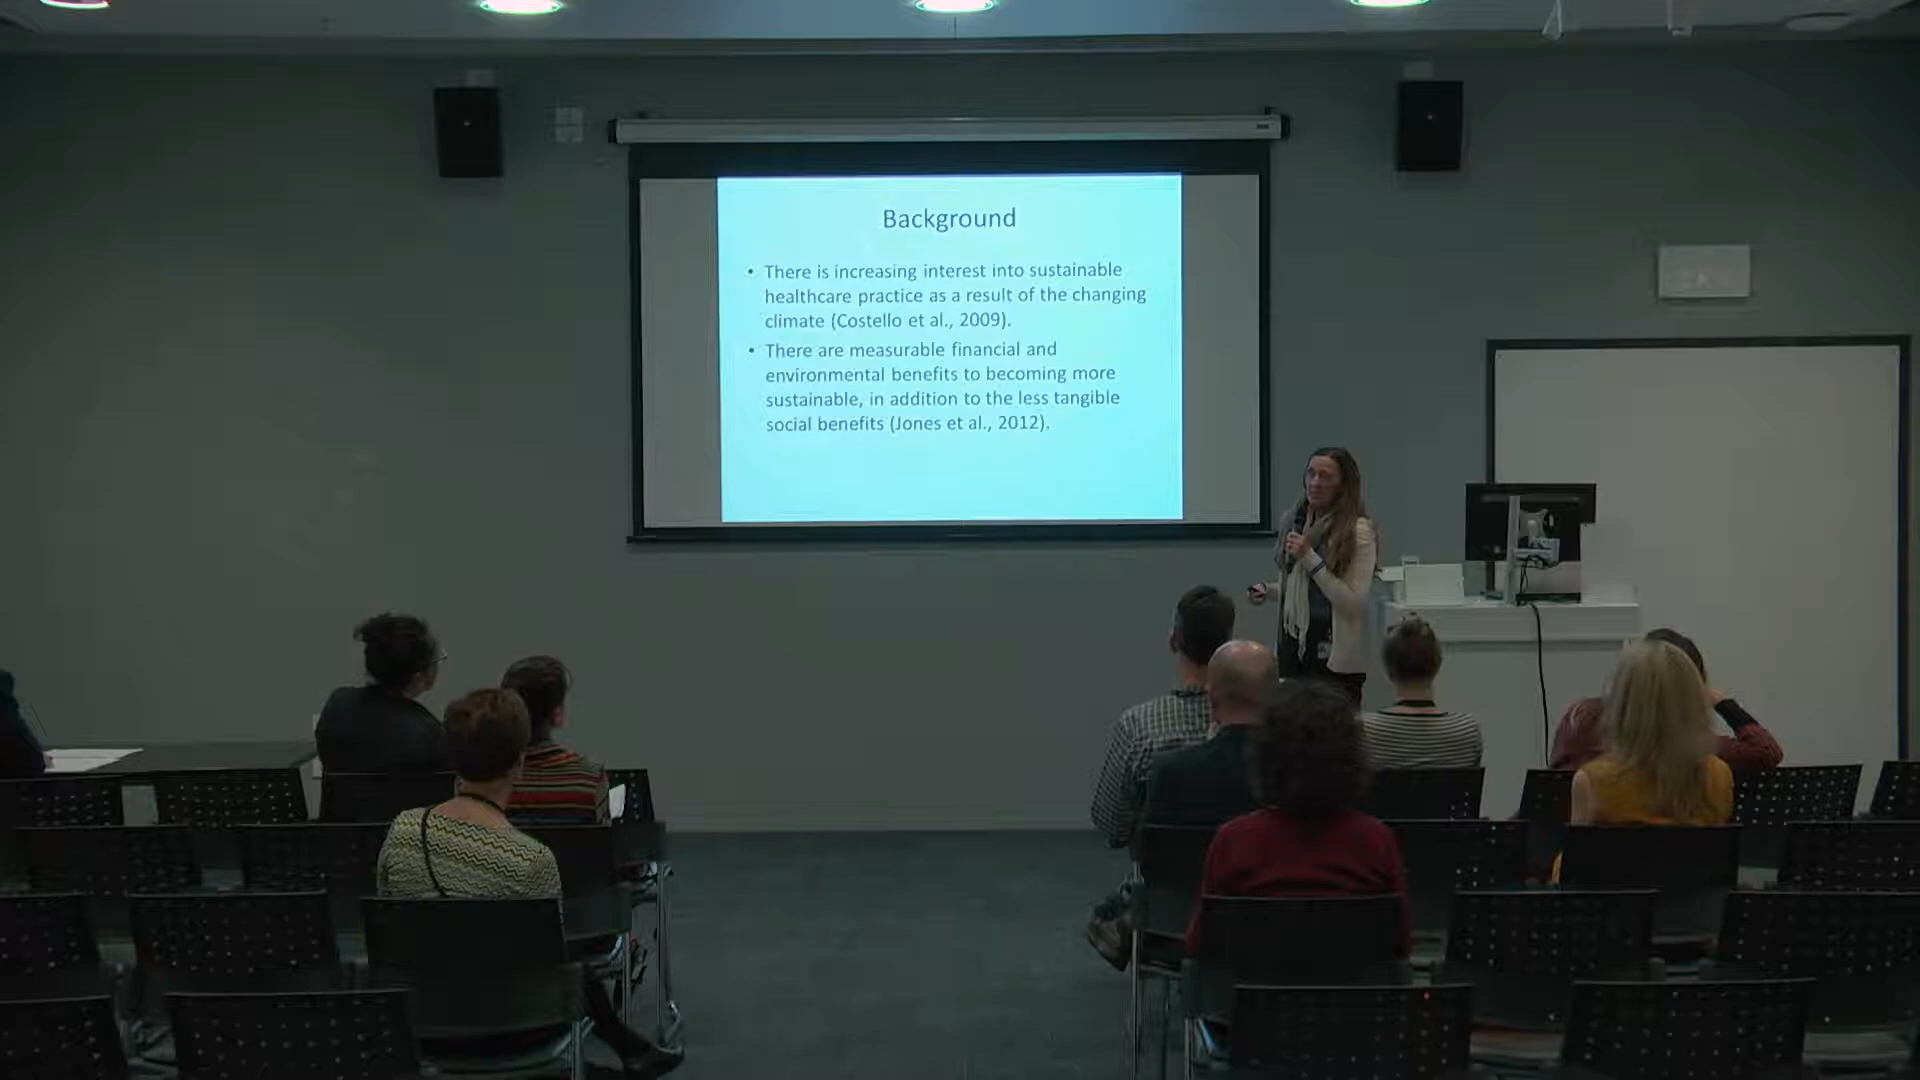 Background
• There is increasing interest into sustainable
healthcare practice as a result of the changing
climate (Costello et al., 2009).
• There are measurable financial and
environmental benefits to becoming more
sustainable, in addition to the less tangible
social benefits (Jones et al., 2012).